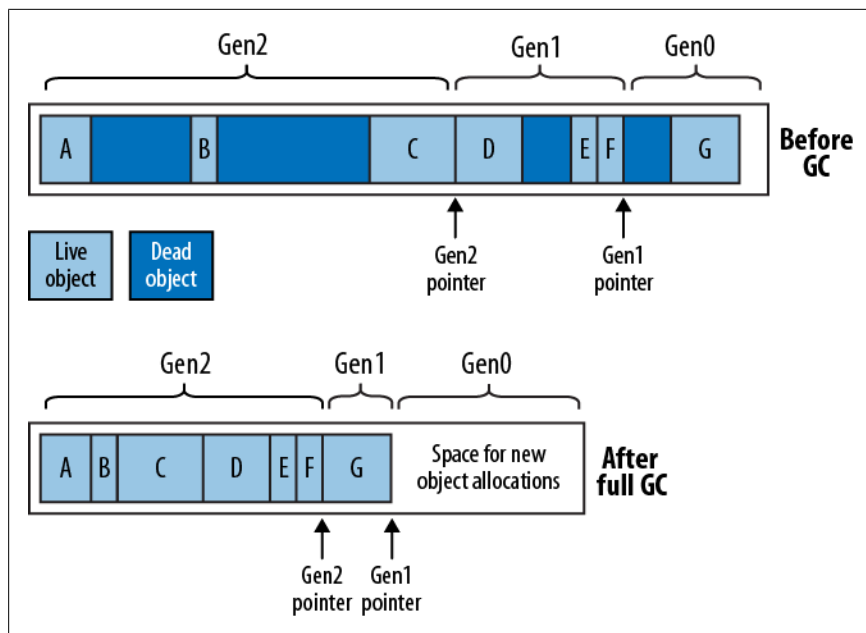 Gen2 Gen1 Gen0
A B C D E F G
Before
GC
Gen2
pointer
Gen1
pointer
Live
object
Dead
object
Gen2 Gen1 Gen0
A B C D E F G
Space for new
object allocations
After
full GC
Gen2
pointer
Gen1
pointer